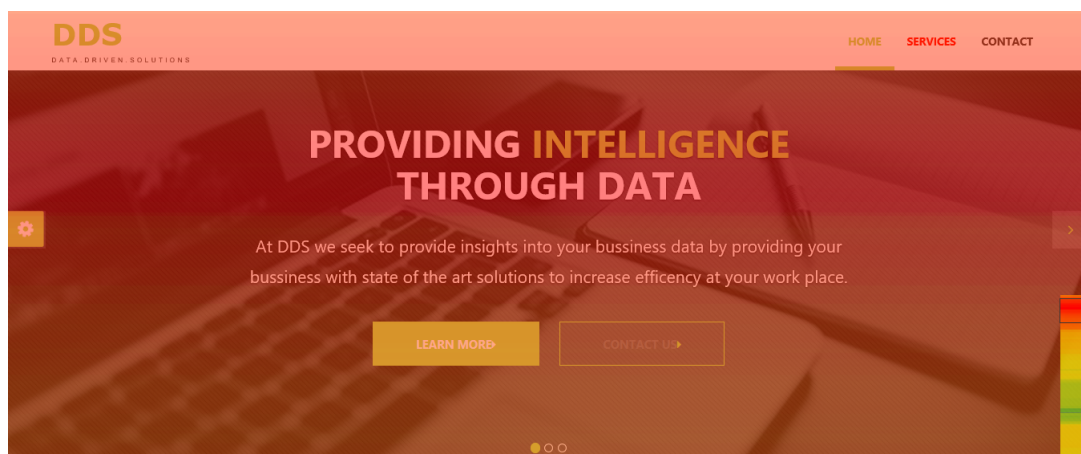 DDS
DATA.DRIVEN.SOLUTIONS
HOME SERVICES CONTACT
PROVIDING INTELLIGENCE
THROUGH DATA
At DDS we seek to provide insights into your bussiness data by providing your
bussiness with state of the art solutions to increase efficency at your work place.
LEARN MORE CONTACT US